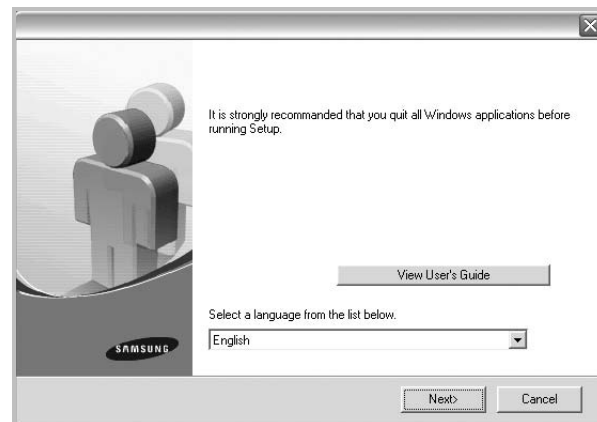 It is strongly recommanded that you quit all Windows applications before
running Setup.
View User's Guide
Select a language from the list below.
English
SAMSUNG
Next>
Cancel